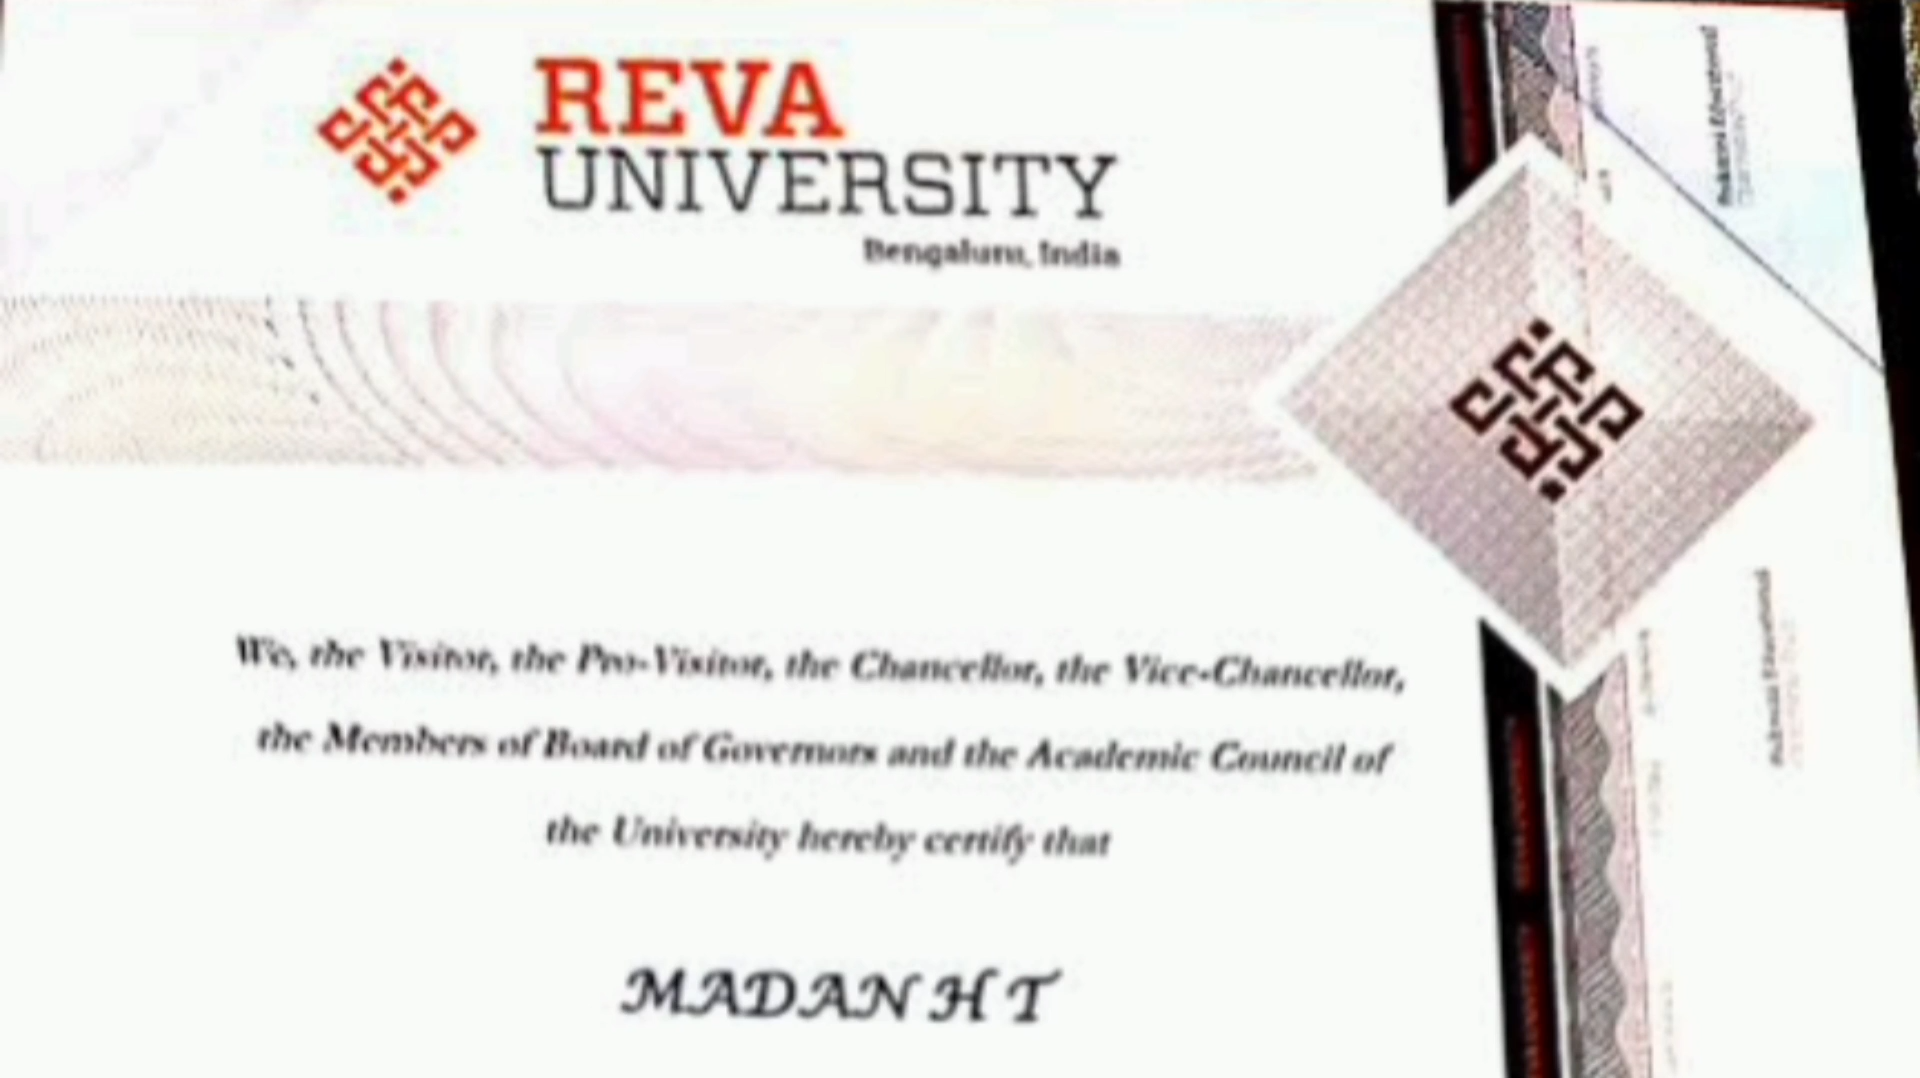 REVA
UNIVERSITY
Bengaluru, India
We, the Visitor, the Pro-Visitor, the Chancellor, the Vice-Chancellor,
the Members of Board of Governors and the Academic Council of
the University hereby certify that
MADAN H T